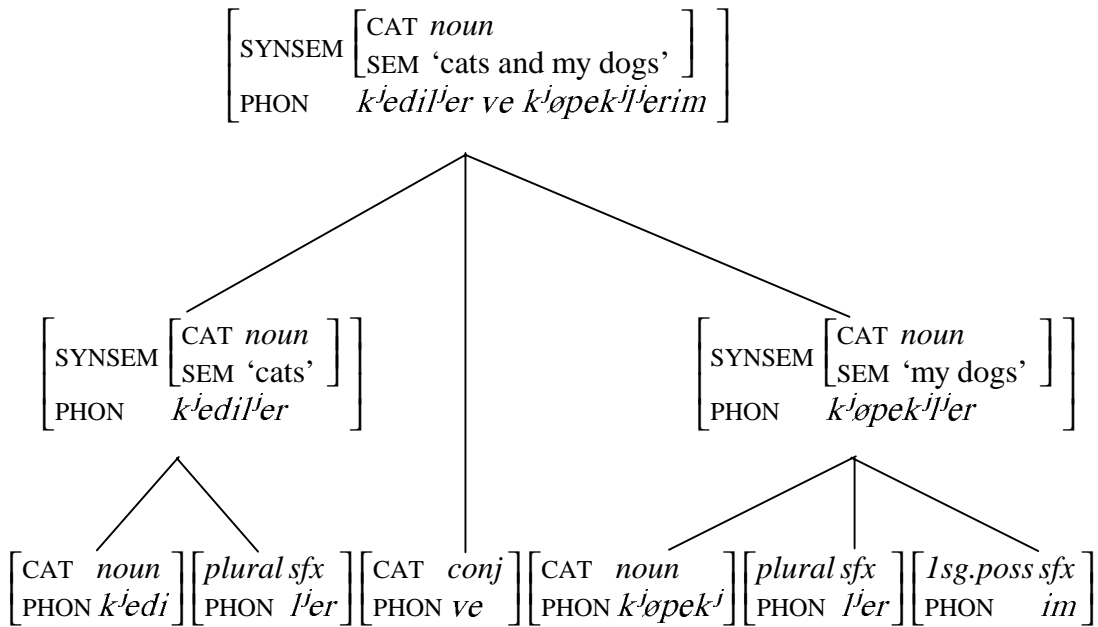 CAT noun
SYNSEM SEM ‘cats and my dogs’
PHON kʲedilʲer ve kʲøpekʲlʲerim
CAT noun
SYNSEM SEM ‘cats’
PHON kʲedilʲer
CAT noun
SYNSEM SEM ‘my dogs’
PHON kʲøpekʲlʲer
CAT noun
PHON kʲedi
plural sfx
PHON lʲer
CAT conj
PHON ve
CAT noun
PHON kʲøpekʲ
plural sfx
PHON lʲer
1sg.poss sfx
PHON im